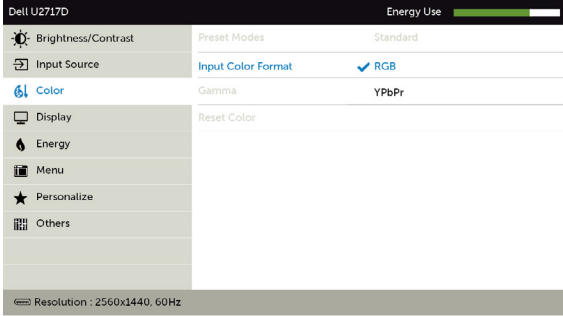 Dell U2717D Energy Use
Brightness/Contrast Preset Modes Standard
Input Source Input Color Format RGB
Color Gamma YPbPr
Display Reset Color
Energy
Menu
Personalize
Others
Resolution : 2560x1440, 60Hz